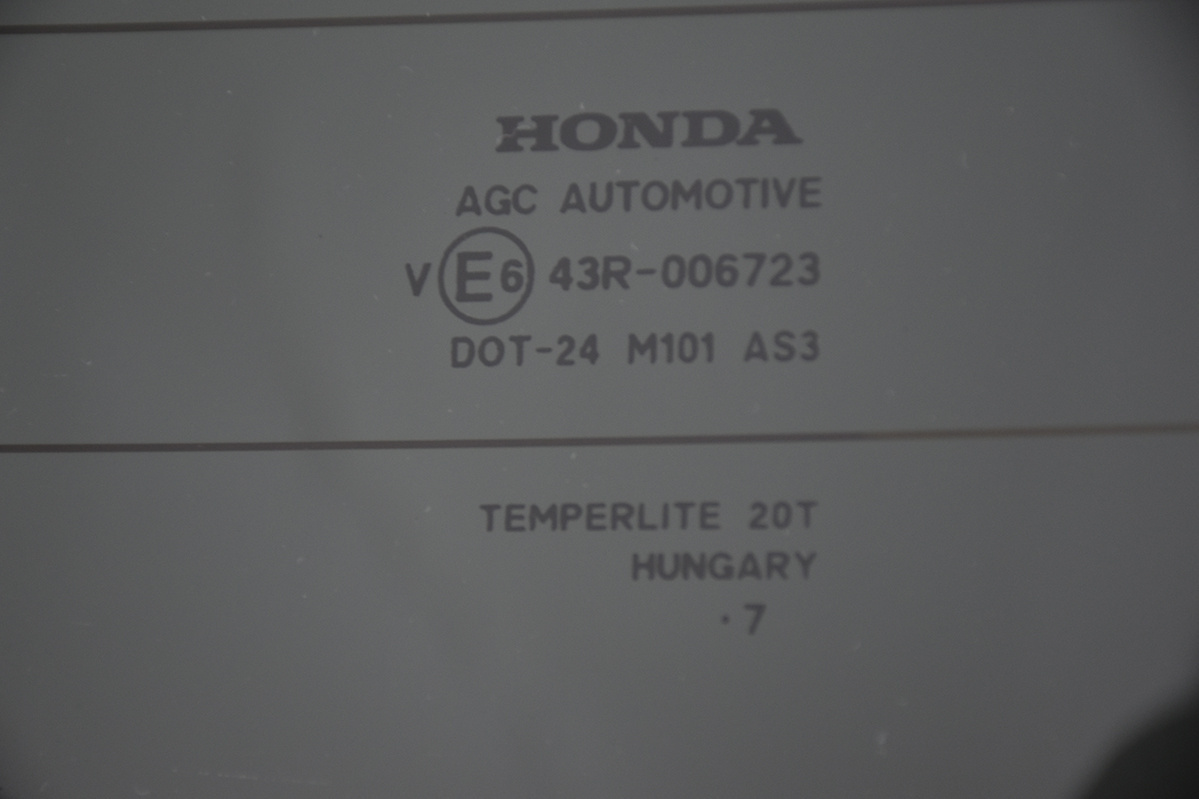 HONDA
AGC AUTOMOTIVE
V E6 43R-006723
DOT-24 M101 AS3
TEMPERLITE 20T
HUNGARY
·7